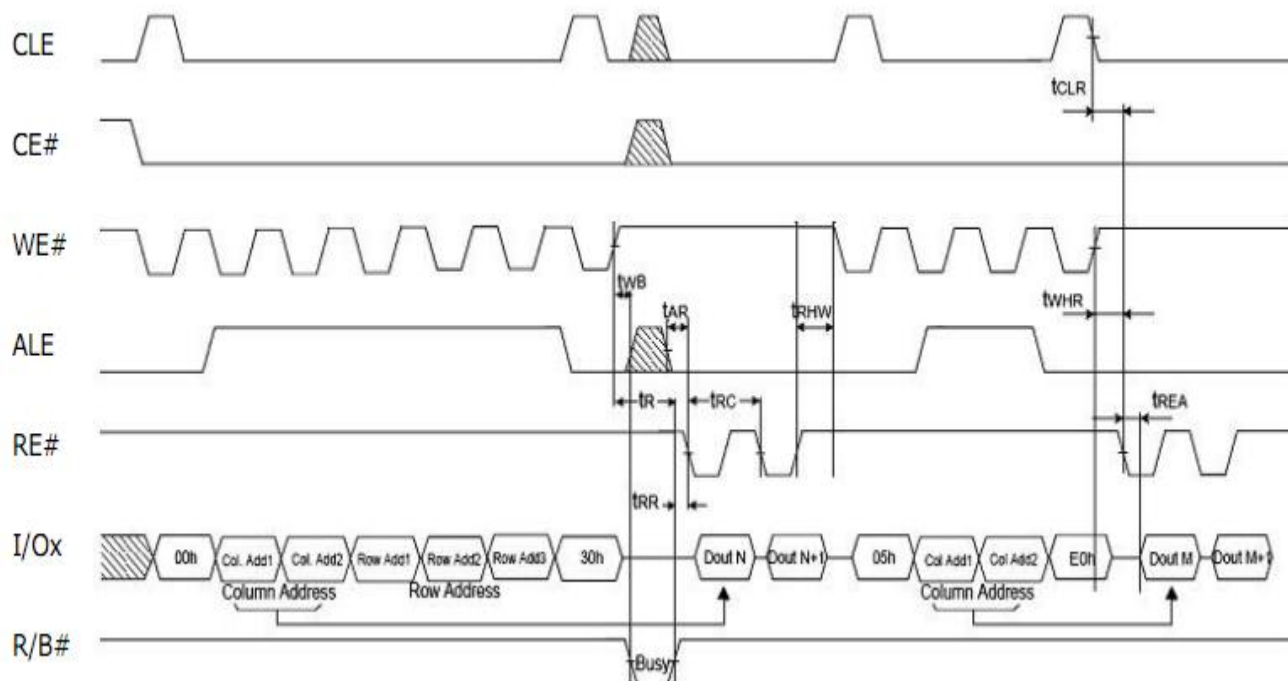 CLE
tCLR
CE#
WE#
tWB
tAR
tRHW
tWHR
ALE
tR
tRC
tREA
RE#
tRR
I/Ox
00h Col. Add1 Col. Add2 Row Add1 Row Add2 Row Add3 30h Dout N Dout N+1 05h Col Add1 Col Add2 E0h Dout M
Column Address Row Address Column Address
R/B#
Busy